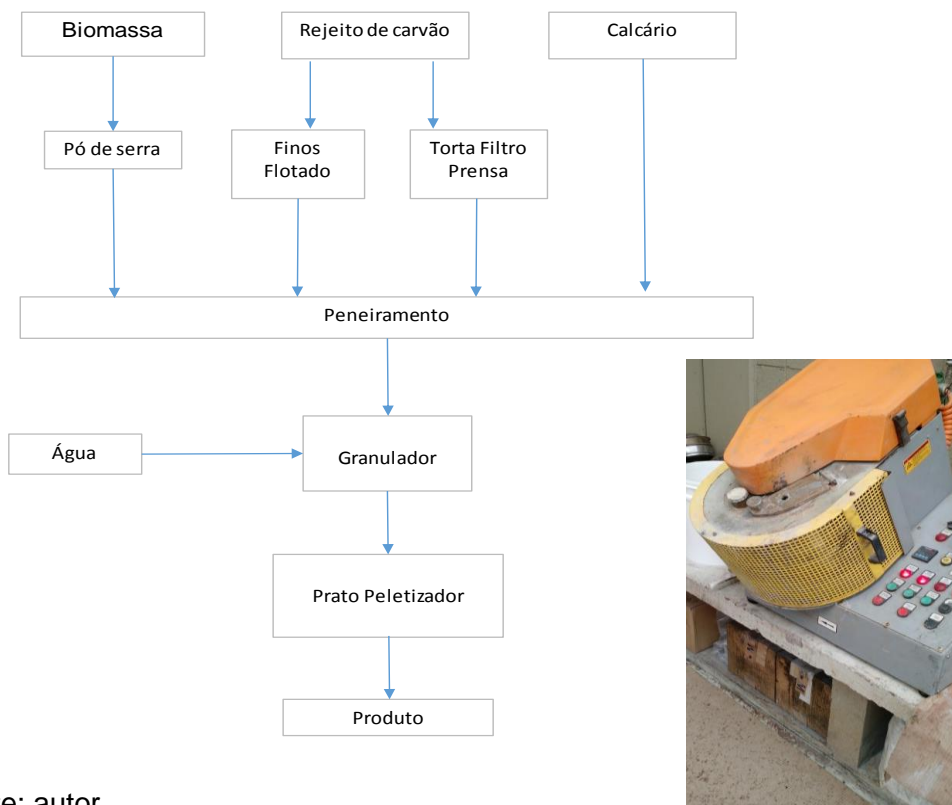 Biomassa
Rejeito de carvão
Calcário
Pó de serra
Finos
Flotado
Torta Filtro
Prensa
Peneiramento
Água
Granulador
Prato Peletizador
Produto
e: autor